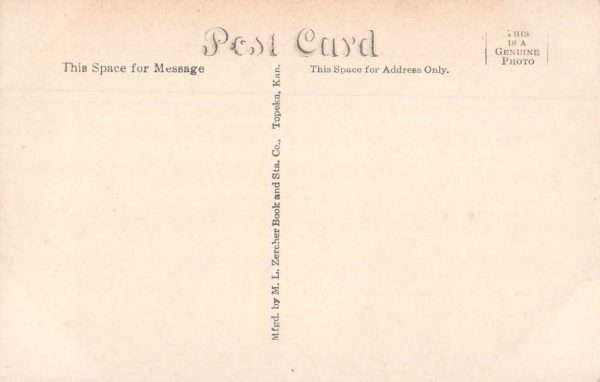 Post Card
This Space for Message
This Space for Address Only.
THIS
IS A
GENUINE
PHOTO
Mfgd. by M. L. Zercher Book and Sta. Co., Topeka, Kan.